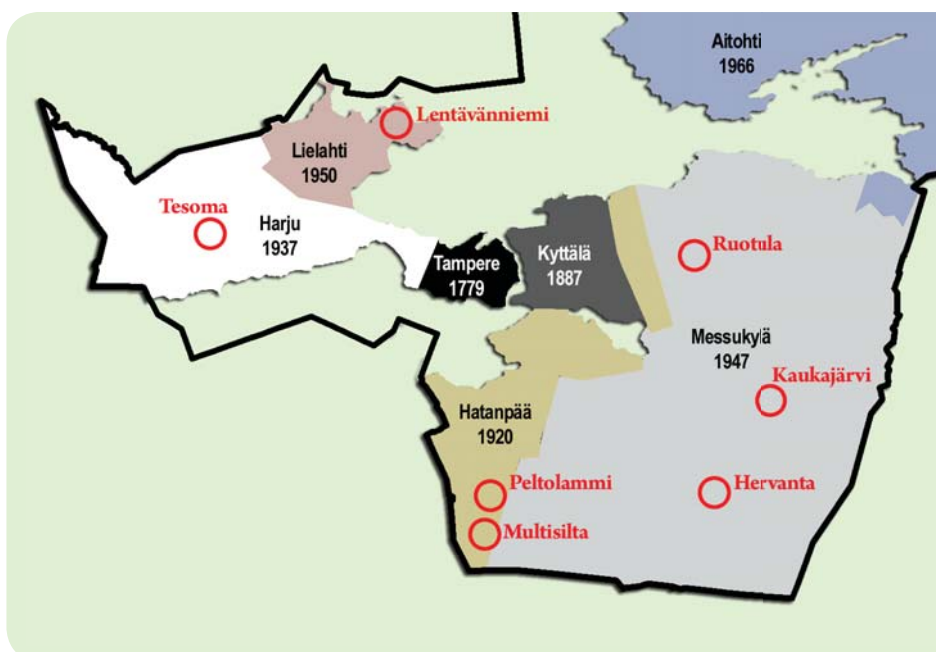 Aitohti
1966
Lentävänniemi
Lielahti
1950
Tesoma
Harju
1937
Tampere
1779
Kyttälä
1887
Ruotula
Messukylä
1947
Kaukajärvi
Hatanpää
1920
Peltolammi
Hervanta
Multisilta